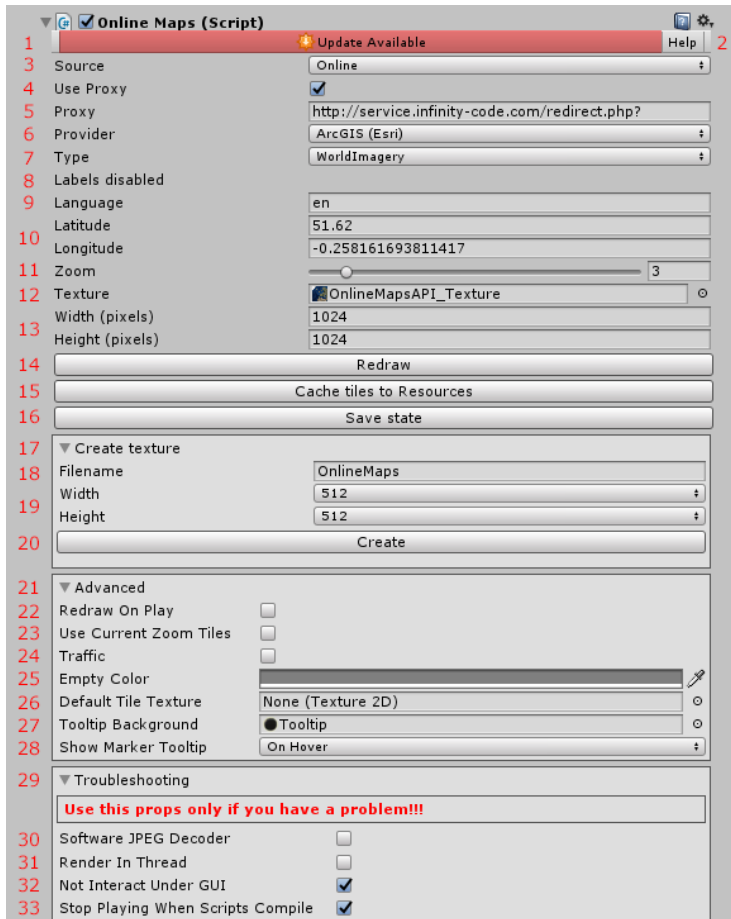 Online Maps (Script)
1 Update Available Help 2
3 Source Online
4 Use Proxy
5 Proxy http://service.infinity-code.com/redirect.php?
6 Provider ArcGIS (Esri)
7 Type WorldImagery
8 Labels disabled
9 Language en
Latitude 51.62
10
Longitude -0.258161693811417
11 Zoom 3
12 Texture OnlineMapsAPI_Texture
Width (pixels) 1024
13
Height (pixels) 1024
14 Redraw
15 Cache tiles to Resources
16 Save state
17 Create texture
18 Filename OnlineMaps
Width 512
19
Height 512
20 Create
21 Advanced
22 Redraw On Play
23 Use Current Zoom Tiles
24 Traffic
25 Empty Color
26 Default Tile Texture None (Texture 2D)
27 Tooltip Background Tooltip
28 Show Marker Tooltip On Hover
29 Troubleshooting
Use this props only if you have a problem!!!
30 Software JPEG Decoder
31 Render In Thread
32 Not Interact Under GUI
33 Stop Playing When Scripts Compile